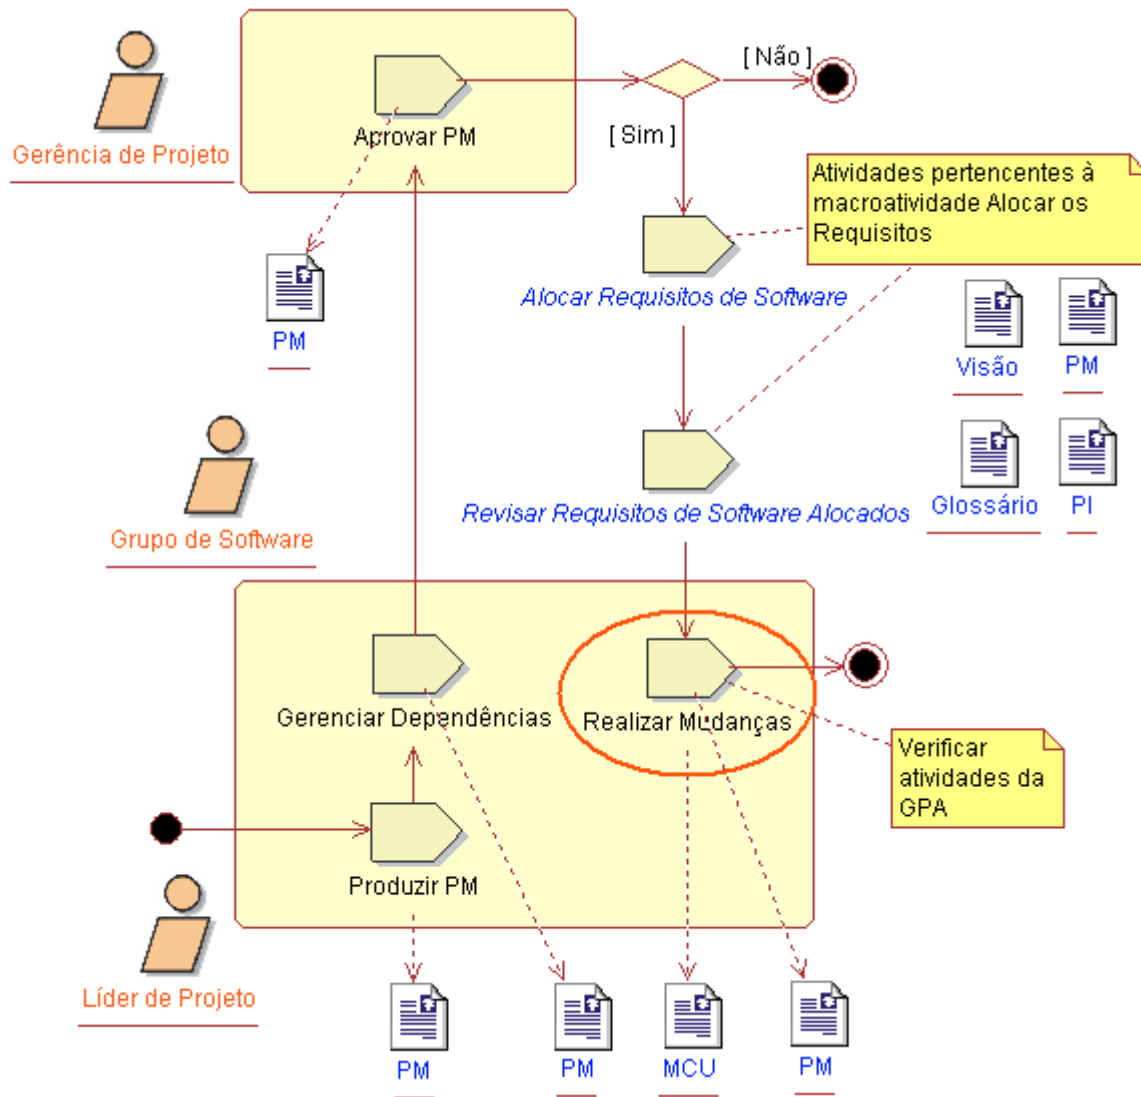 [ Não ]
Aprovar PM
[ Sim ]
Gerência de Projeto
Atividades pertencentes à
macroatividade Alocar os
Requisitos
Alocar Requisitos de Software
PM
Visão
PM
Revisar Requisitos de Software Alocados
Glossário
PI
Grupo de Software
Gerenciar Dependências
Realizar Mudanças
Verificar
atividades da
GPA
Produzir PM
Líder de Projeto
PM
PM
MCU
PM